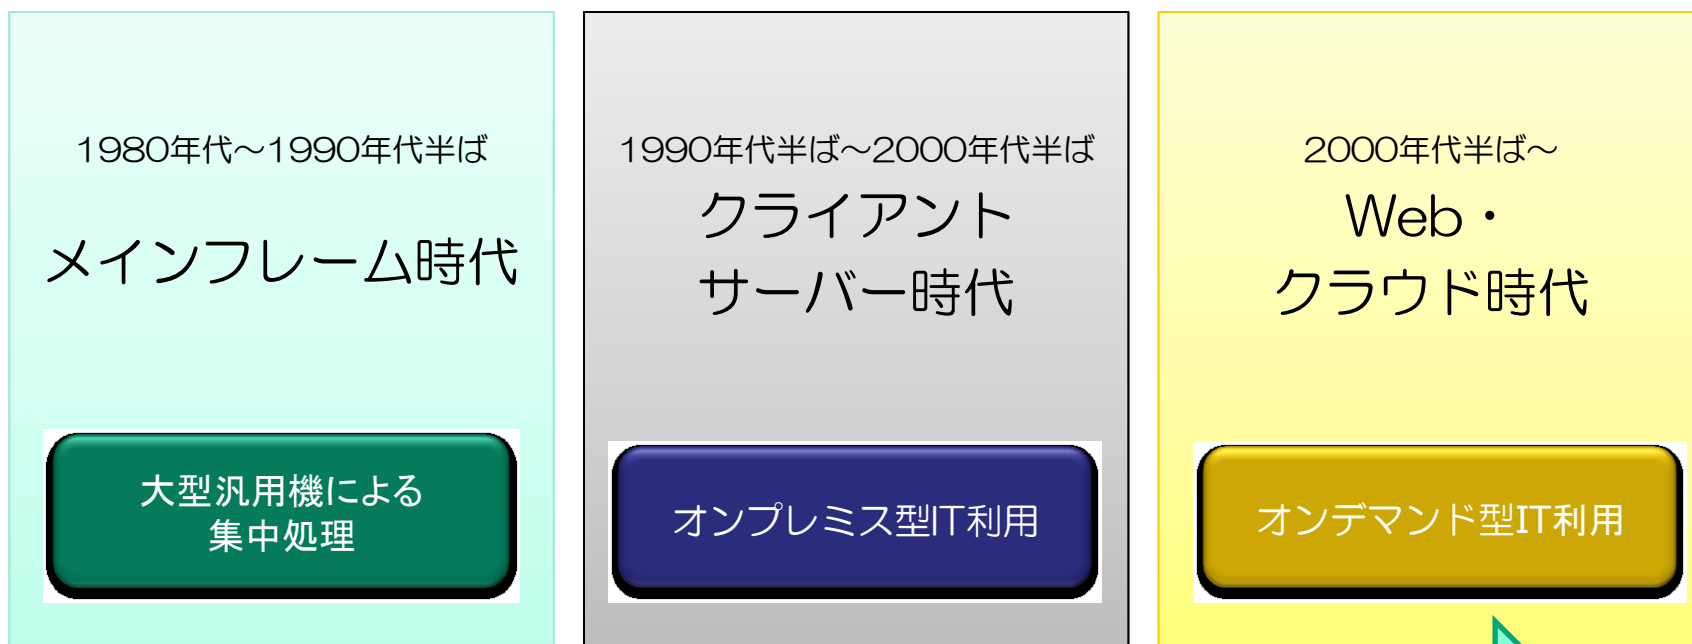 1980年代～1990年代半ば
メインフレーム時代
大型汎用機による
集中処理
1990年代半ば～2000年代半ば
クライアント
サーバー時代
オンプレミス型IT利用
2000年代半ば～
Web・
クラウド時代
オンデマンド型IT利用